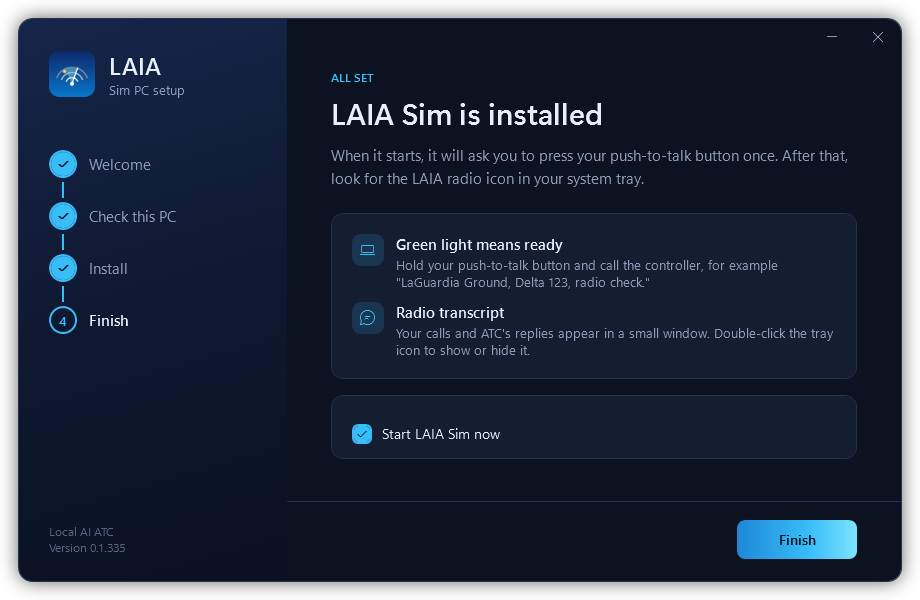 LAIA
Sim PC setup
Welcome
Check this PC
Install
4
Finish
Local AI ATC
Version 0.1.335
ALL SET
LAIA Sim is installed
When it starts, it will ask you to press your push-to-talk button once. After that,
look for the LAIA radio icon in your system tray.
Green light means ready
Hold your push-to-talk button and call the controller, for example
"LaGuardia Ground, Delta 123, radio check."
Radio transcript
Your calls and ATC's replies appear in a small window. Double-click the tray
icon to show or hide it.
Start LAIA Sim now
Finish